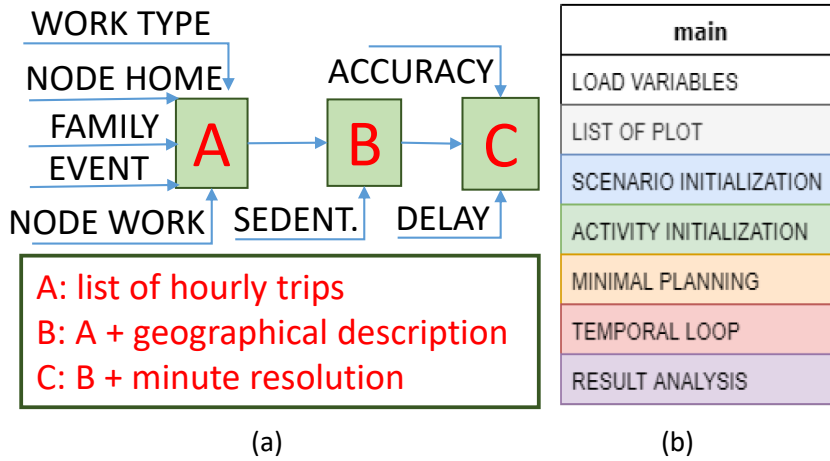 WORK TYPE
NODE HOME
FAMILY
EVENT
NODE WORK
A
B
C
ACCURACY
SEDENT.
DELAY
A: list of hourly trips
B: A + geographical description
C: B + minute resolution
(a)
main
LOAD VARIABLES
LIST OF PLOT
SCENARIO INITIALIZATION
ACTIVITY INITIALIZATION
MINIMAL PLANNING
TEMPORAL LOOP
RESULT ANALYSIS
(b)